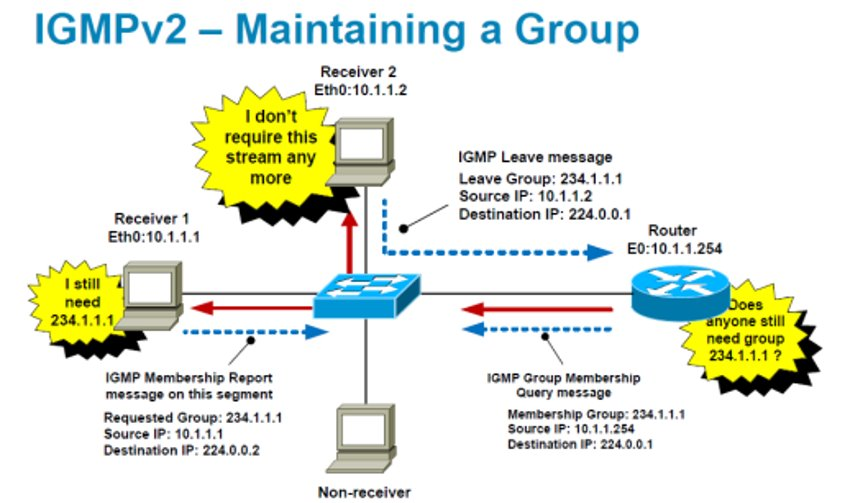 IGMPv2 – Maintaining a Group
Receiver 2
Eth0:10.1.1.2
I don't
require this
stream any
more
IGMP Leave message
Leave Group: 234.1.1.1
Source IP: 10.1.1.2
Destination IP: 224.0.0.1
Receiver 1
Eth0:10.1.1.1
Router
E0:10.1.1.254
I still
need
234.1.1.1
Does
anyone still
need group
234.1.1.1 ?
IGMP Membership Report
message on this segment
Requested Group: 234.1.1.1
Source IP: 10.1.1.1
Destination IP: 224.0.0.2
IGMP Group Membership
Query message
Membership Group: 234.1.1.1
Source IP: 10.1.1.254
Destination IP: 224.0.0.1
Non-receiver